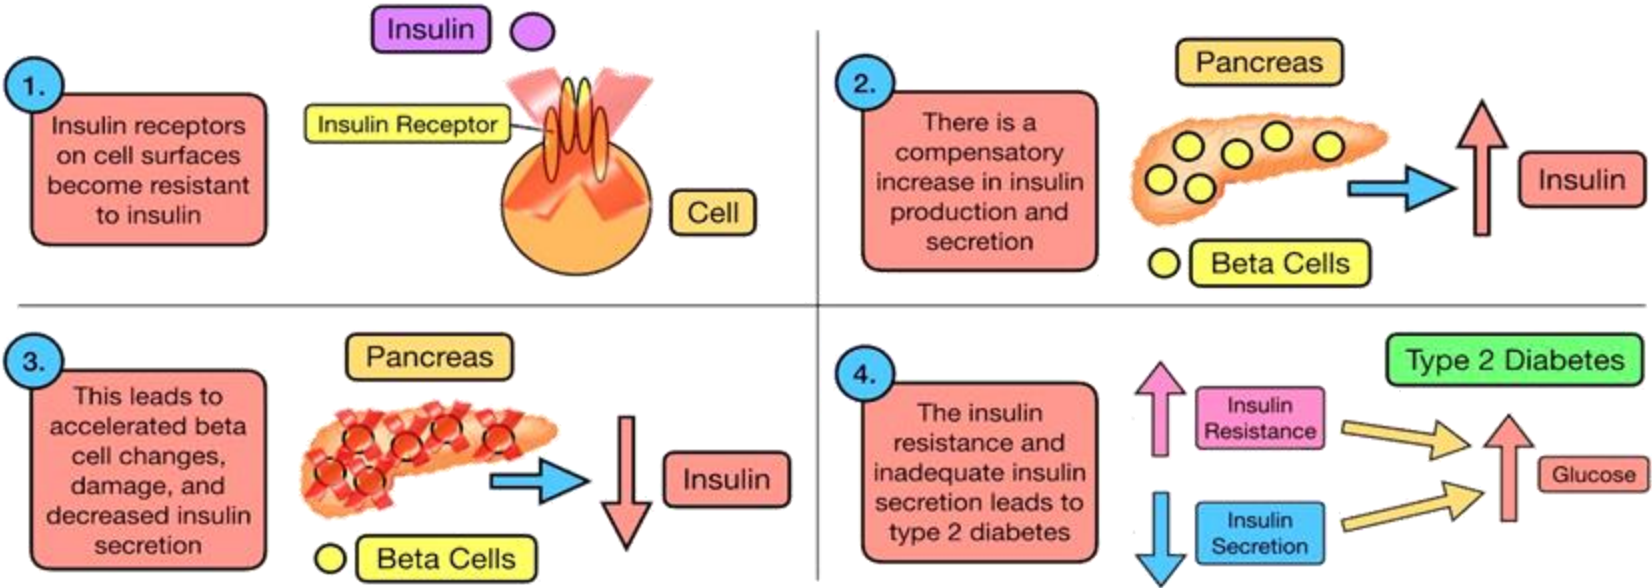 1.
Insulin receptors
on cell surfaces
become resistant
to insulin
Insulin
Insulin Receptor
Cell
2.
There is a
compensatory
increase in insulin
production and
secretion
Pancreas
Insulin
Beta Cells
3.
This leads to
accelerated beta
cell changes,
damage, and
decreased insulin
secretion
Pancreas
Insulin
Beta Cells
4.
The insulin
resistance and
inadequate insulin
secretion leads to
type 2 diabetes
Type 2 Diabetes
Insulin
Resistance
Glucose
Insulin
Secretion